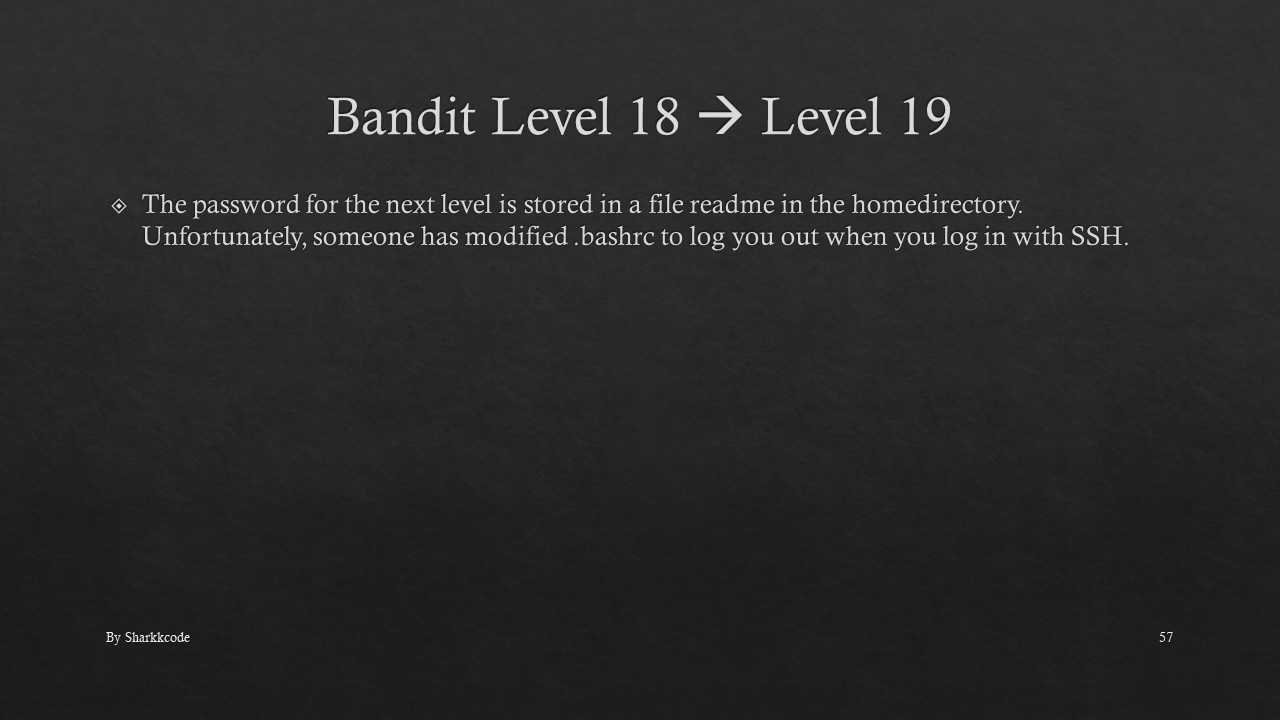 Bandit Level 18 → Level 19
The password for the next level is stored in a file readme in the homedirectory.
Unfortunately, someone has modified .bashrc to log you out when you log in with SSH.
By Sharkkcode
57